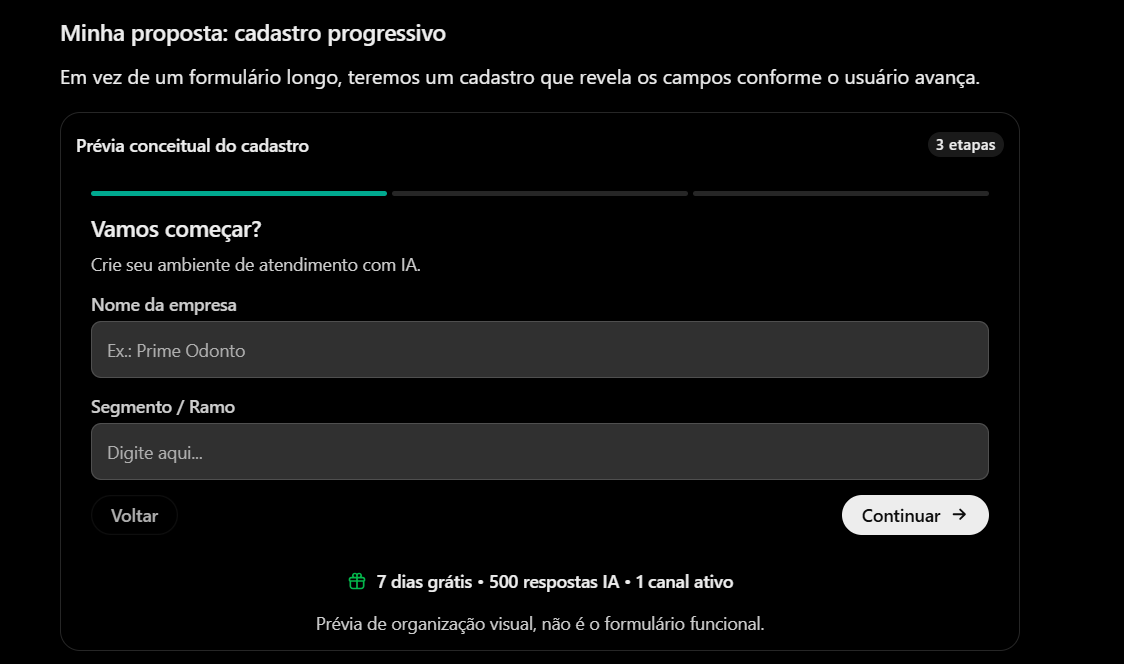 Minha proposta: cadastro progressivo
Em vez de um formulário longo, teremos um cadastro que revela os campos conforme o usuário avança.
Prévia conceitual do cadastro
3 etapas
Vamos começar?
Crie seu ambiente de atendimento com IA.
Nome da empresa
Ex.: Prime Odonto
Segmento / Ramo
Digite aqui...
Voltar
Continuar →
7 dias grátis • 500 respostas IA • 1 canal ativo
Prévia de organização visual, não é o formulário funcional.